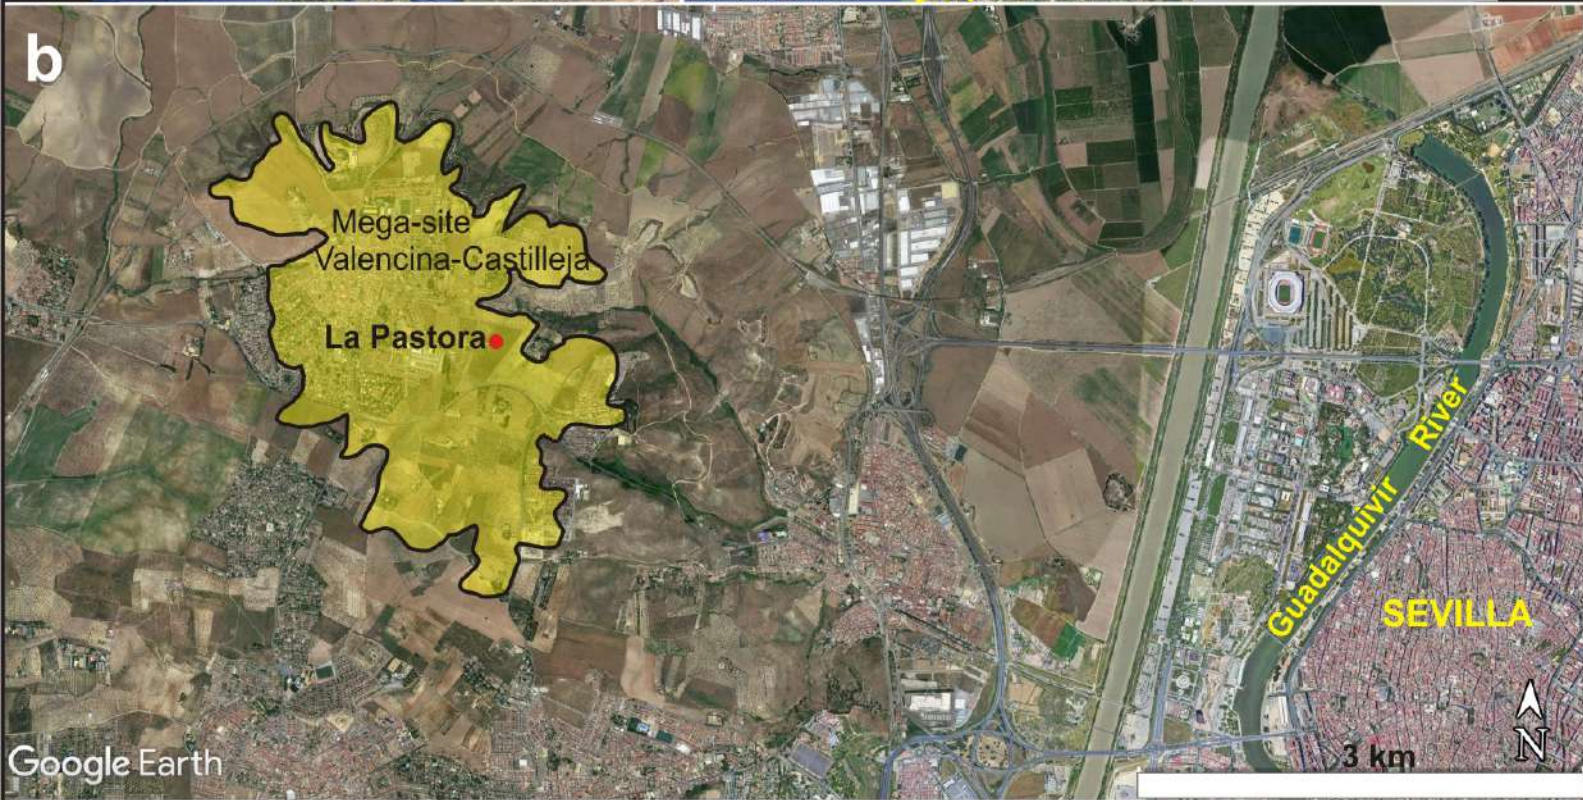 b
Mega-site
Valencina-Castilleja
La Pastora
Guadalquivir River
SEVILLA
3 km
N
Google Earth